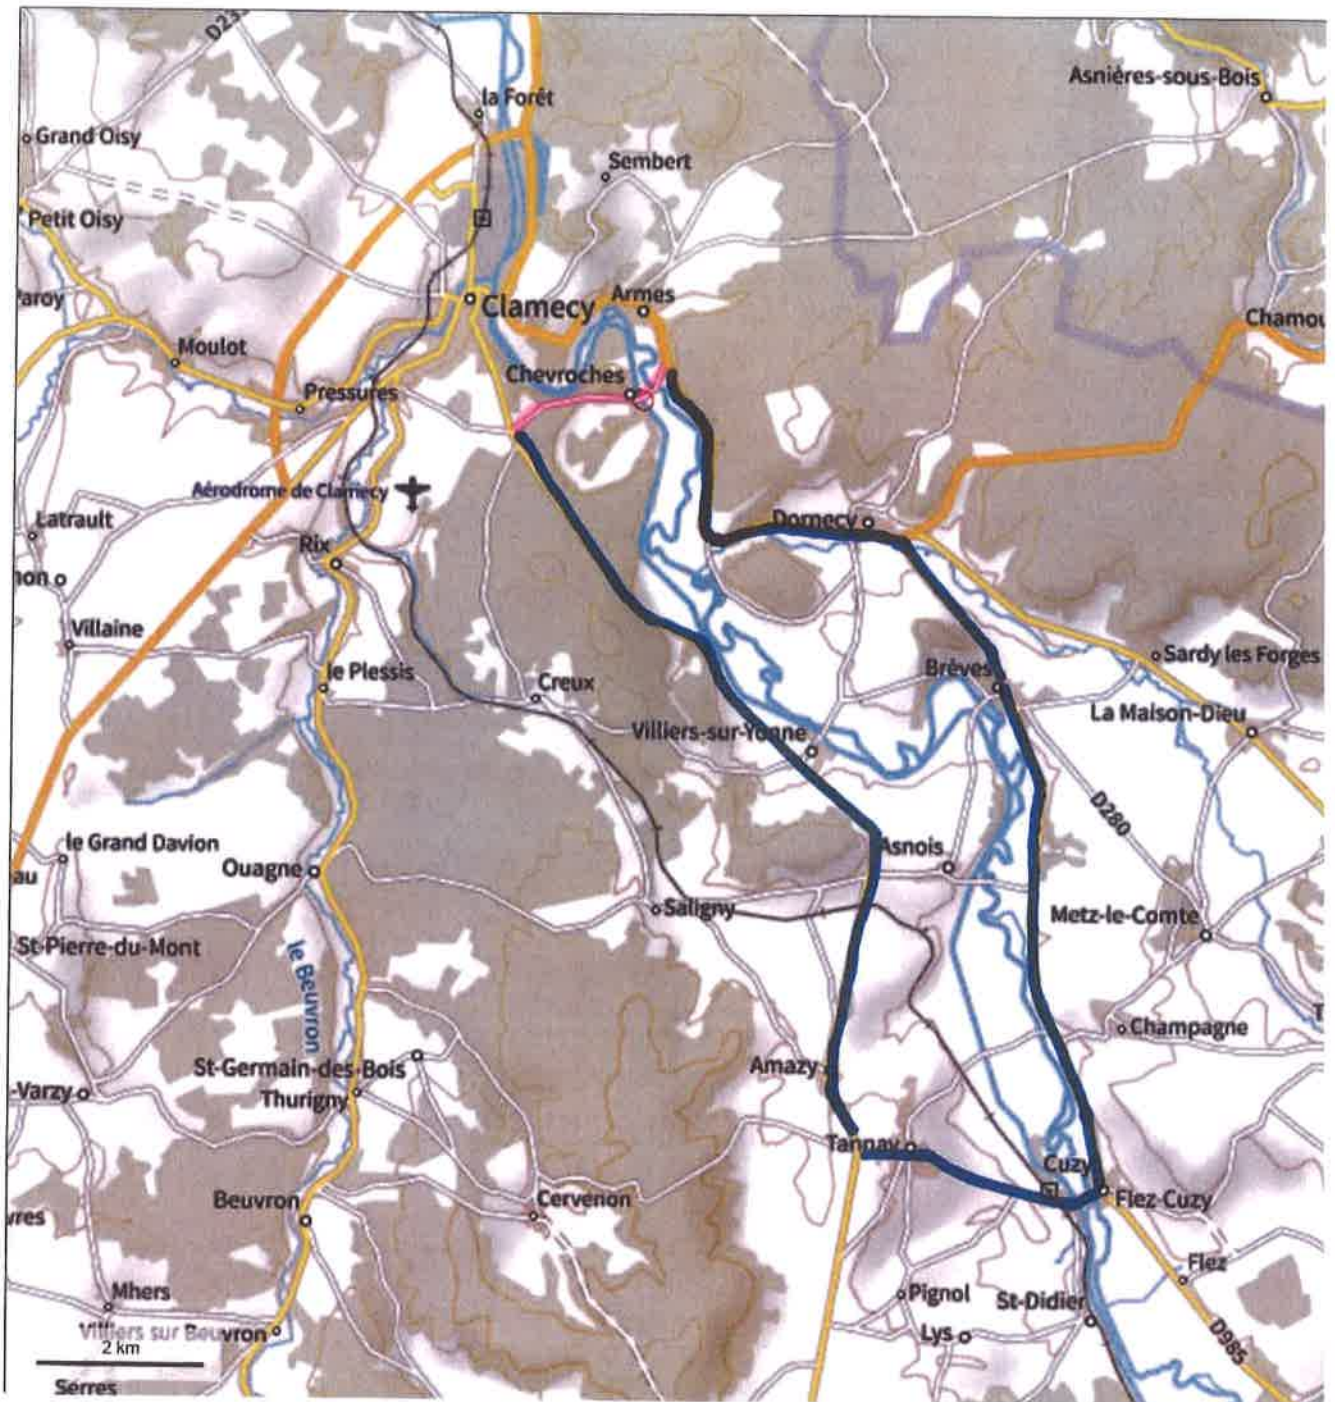 D23
Asnières-sous-Bois
la Forêt
Grand Oisy
Sembert
Petit Oisy
Armes
Clamecy
Chamou
Moulot
Chevroches
Pressures
Aérodrome de Clamecy
Latrault
Dornecy
Rix
non
Villaine
Sardy les Forges
le Plessis
Brèves
Creux
La Maison-Dieu
Villiers-sur-Yonne
D280
le Grand Davion
Asnois
Ouagne
au
Saligny
Metz-le-Comte
St-Pierre-du-Mont
le Beuvron
Champagne
St-Germain-des-Bois
Amazy
-Varzy
Thurigny
Tannay
Cuzy
Beuvron
Cervenon
Flez-Cuzy
vres
Flez
Mhers
Pignol
St-Didier
Villiers sur Beuvron
Lys
D985
2 km
Serres